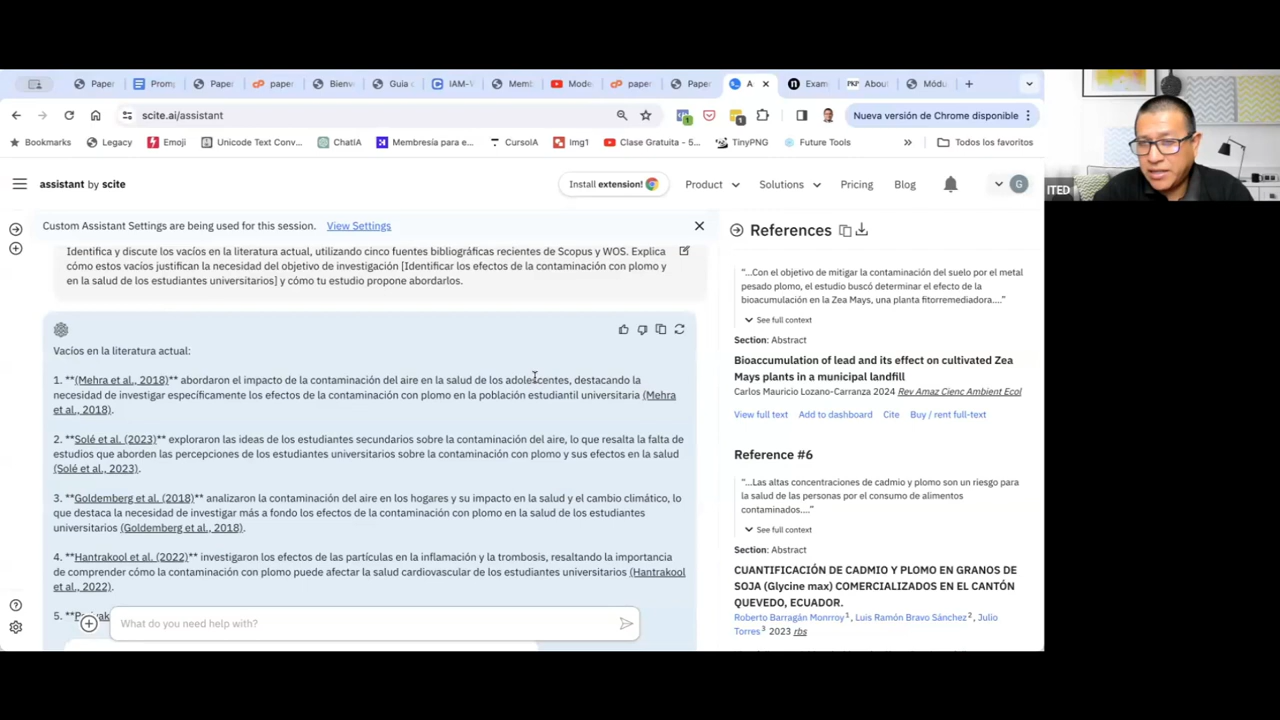 Paper
Prom
Paper
paper
Bienv
Guia c
IAM-V
Memb
Mode
paper
Paper
A
Exam
PKP Abou
Módu
scite.ai/assistant
Nueva versión de Chrome disponible
Bookmarks
Legacy
Emoji
Unicode Text Conv...
ChatIA
Membresía para e...
CursoIA
Img1
Clase Gratuita - 5...
TinyPNG
Future Tools
Todos los favoritos
assistant by scite
Install extension!
Product
Solutions
Pricing
Blog
G
ITED
Custom Assistant Settings are being used for this session. View Settings
Identifica y discute los vacíos en la literatura actual, utilizando cinco fuentes bibliográficas recientes de Scopus y WOS. Explica
cómo estos vacíos justifican la necesidad del objetivo de investigación [Identificar los efectos de la contaminación con plomo y
en la salud de los estudiantes universitarios] y cómo tu estudio propone abordarlos.
Vacíos en la literatura actual:
1. **(Mehra et al., 2018)** abordaron el impacto de la contaminación del aire en la salud de los adolescentes, destacando la
necesidad de investigar específicamente los efectos de la contaminación con plomo en la población estudiantil universitaria (Mehra
et al., 2018).
2. **Solé et al. (2023)** exploraron las ideas de los estudiantes secundarios sobre la contaminación del aire, lo que resalta la falta de
estudios que aborden las percepciones de los estudiantes universitarios sobre la contaminación con plomo y sus efectos en la salud
(Solé et al., 2023).
3. **Goldemberg et al. (2018)** analizaron la contaminación del aire en los hogares y su impacto en la salud y el cambio climático, lo
que destaca la necesidad de investigar más a fondo los efectos de la contaminación con plomo en la salud de los estudiantes
universitarios (Goldemberg et al., 2018).
4. **Hantrakool et al. (2022)** investigaron los efectos de las partículas en la inflamación y la trombosis, resaltando la importancia
de comprender cómo la contaminación con plomo puede afectar la salud cardiovascular de los estudiantes universitarios (Hantrakool
et al., 2022).
5. **
What do you need help with?
References
“...Con el objetivo de mitigar la contaminación del suelo por el metal
pesado plomo, el estudio buscó determinar el efecto de la
bioacumulación en la Zea Mays, una planta fitorremediadora....”
See full context
Section: Abstract
Bioaccumulation of lead and its effect on cultivated Zea
Mays plants in a municipal landfill
Carlos Mauricio Lozano-Carranza 2024 Rev Amaz Cienc Ambient Ecol
View full text Add to dashboard Cite Buy / rent full-text
Reference #6
“...Las altas concentraciones de cadmio y plomo son un riesgo para
la salud de las personas por el consumo de alimentos
contaminados....”
See full context
Section: Abstract
CUANTIFICACIÓN DE CADMIO Y PLOMO EN GRANOS DE
SOJA (Glycine max) COMERCIALIZADOS EN EL CANTÓN
QUEVEDO, ECUADOR.
Roberto Barragán Monrroy1, Luis Ramón Bravo Sánchez2, Julio
Torres3 2023 rbs